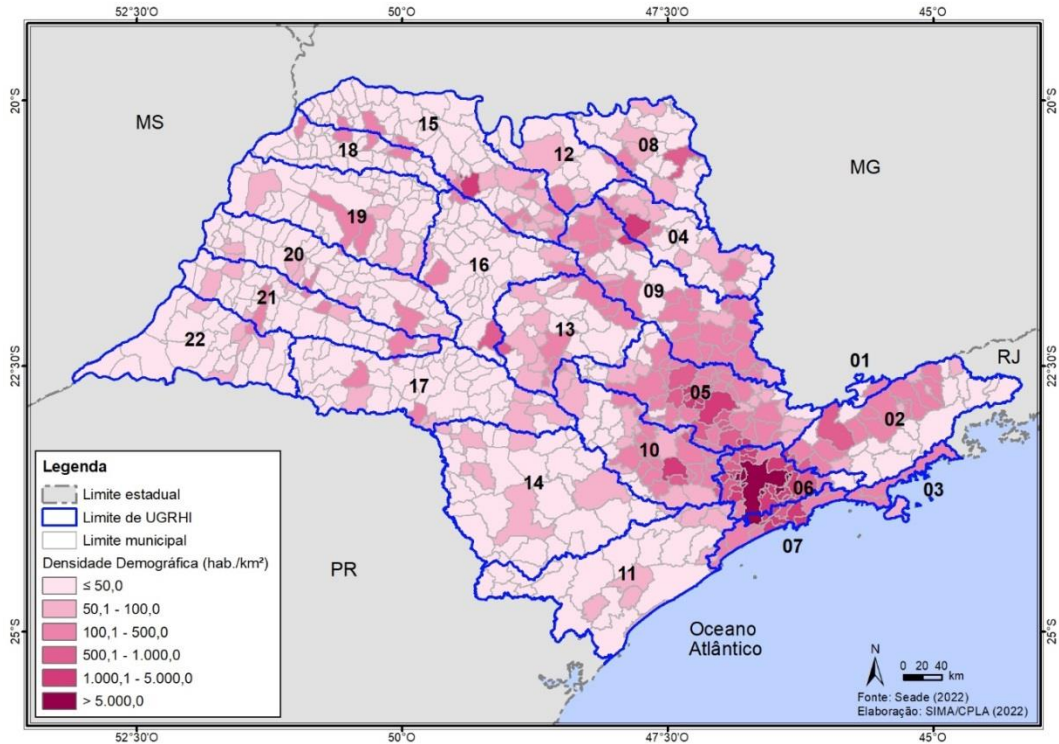 52°30'O 50°O 47°30'O 45°O
20°S 20°S
MS
15
18
12
08
MG
19
04
20
16
09
21
13
22
22°30'S 22°30'S
17
05
01
RJ
02
10
14
06
03
07
11
PR
25°S 25°S
Oceano
Atlântico
Legenda
Limite estadual
Limite de UGRHI
Limite municipal
Densidade Demográfica (hab./km²)
≤ 50,0
50,1 - 100,0
100,1 - 500,0
500,1 - 1.000,0
1.000,1 - 5.000,0
> 5.000,0
N
0 20 40
km
Fonte: Seade (2022)
Elaboração: SIMA/CPLA (2022)
52°30'O 50°O 47°30'O 45°O